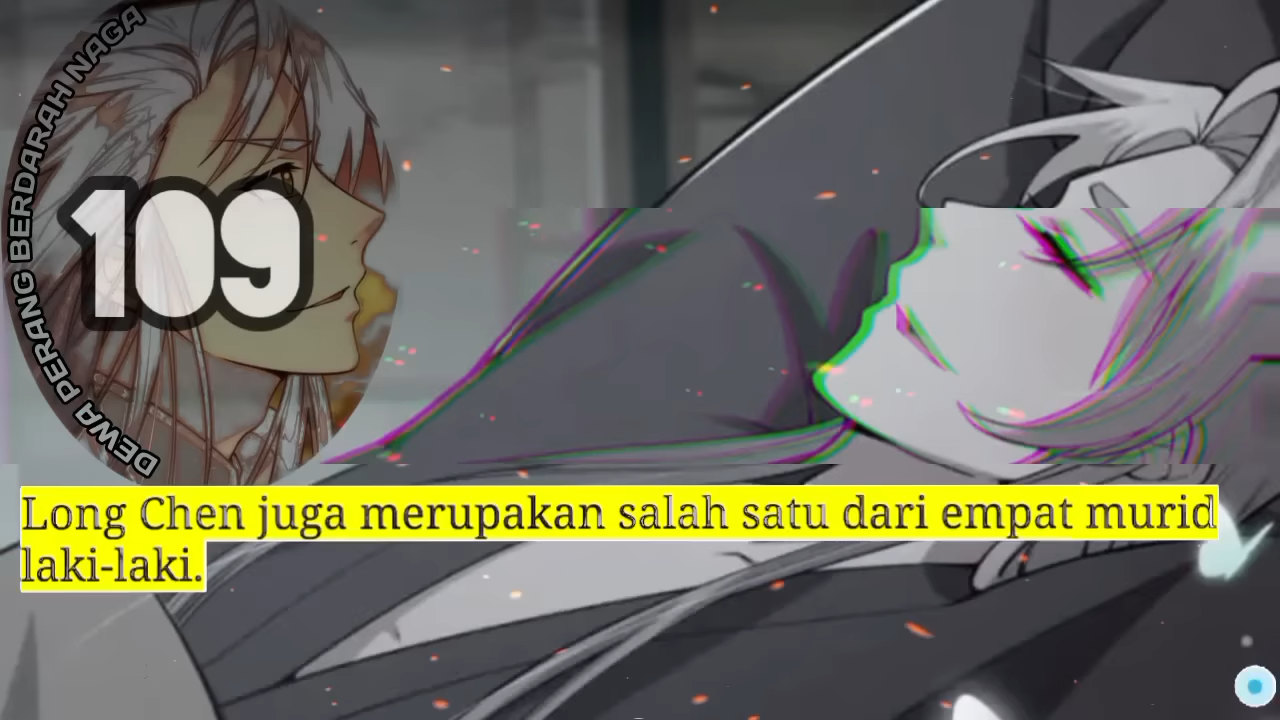 DEWA PERANG BERDARAH NAGA
109
Long Chen juga merupakan salah satu dari empat murid
laki-laki.